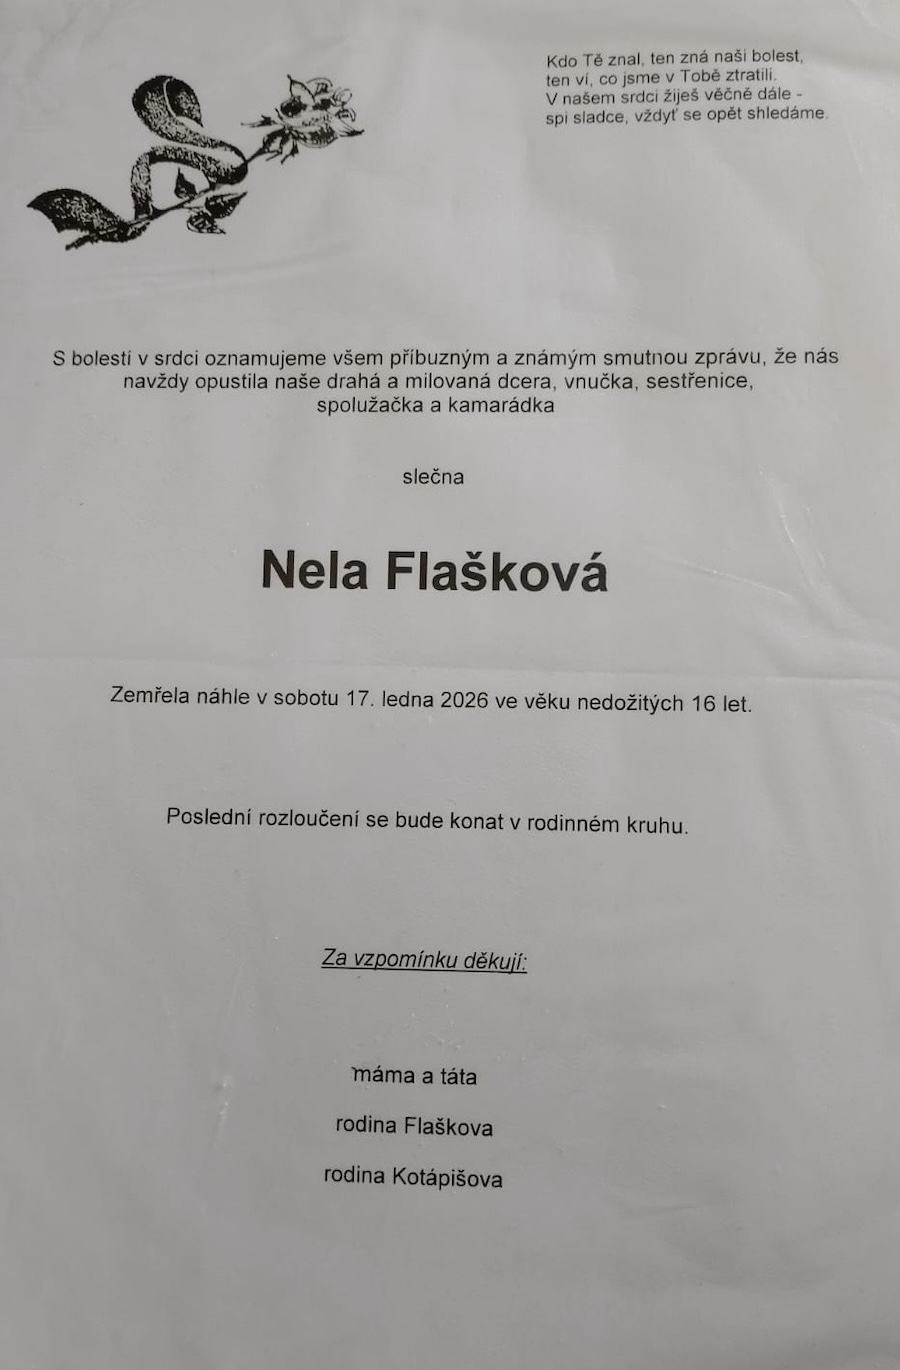 Kdo Tě znal, ten zná naši bolest,
ten ví, co jsme v Tobě ztratili.
V našem srdci žiješ věčně dále -
spi sladce, vždyť se opět shledáme.
S bolestí v srdci oznamujeme všem příbuzným a známým smutnou zprávu, že nás
navždy opustila naše drahá a milovaná dcera, vnučka, sestřenice,
spolužačka a kamarádka
slečna
Nela Flašková
Zemřela náhle v sobotu 17. ledna 2026 ve věku nedožitých 16 let.
Poslední rozloučení se bude konat v rodinném kruhu.
Za vzpomínku děkují:
máma a táta
rodina Flaškova
rodina Kotápišova